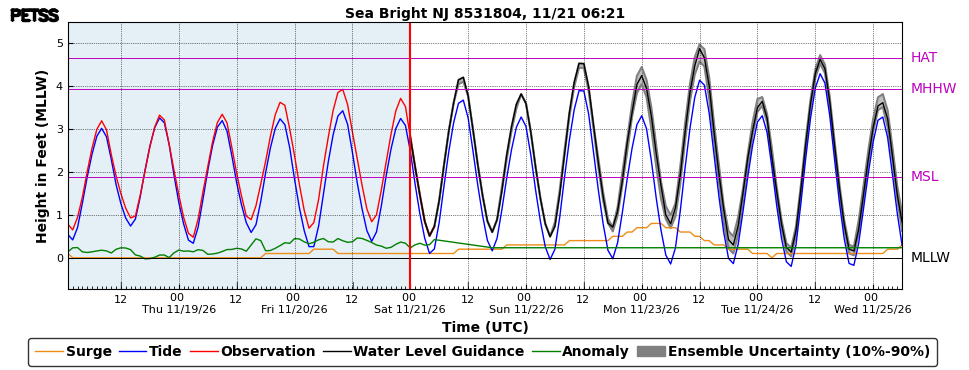 PETSS
Sea Bright NJ 8531804, 11/21 06:21
Height in Feet (MLLW)
5
4
3
2
1
0
HAT
MHHW
MSL
MLLW
12 00 12 00 12 00 12 00 12 00 12 00 12 00
Thu 11/19/26 Fri 11/20/26 Sat 11/21/26 Sun 11/22/26 Mon 11/23/26 Tue 11/24/26 Wed 11/25/26
Time (UTC)
Surge Tide Observation Water Level Guidance Anomaly Ensemble Uncertainty (10%-90%)